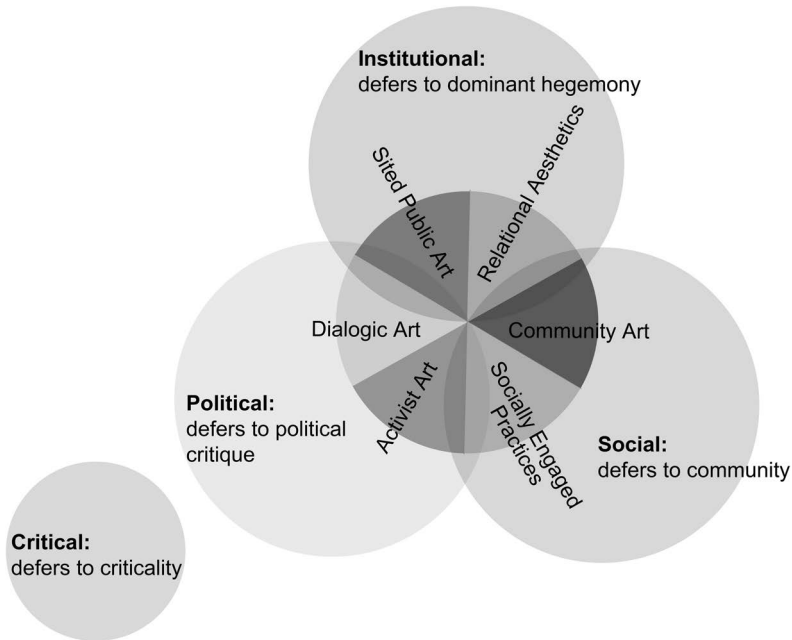 Institutional:
defers to dominant hegemony
Sited Public Art
Relational Aesthetics
Dialogic Art
Community Art
Activist Art
Socially Engaged
Practices
Political:
defers to political
critique
Social:
defers to community
Critical:
defers to criticality